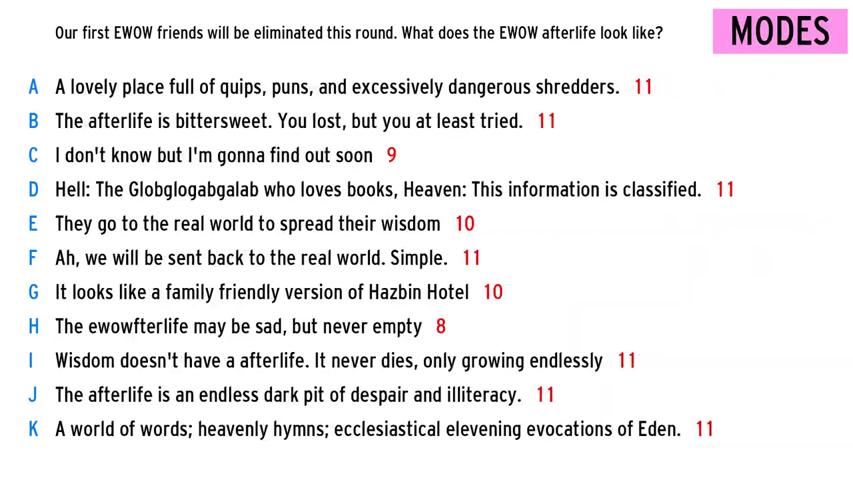 Our first EWOW friends will be eliminated this round. What does the EWOW afterlife look like?
MODES
A A lovely place full of quips, puns, and excessively dangerous shredders. 11
B The afterlife is bittersweet. You lost, but you at least tried. 11
C I don't know but I'm gonna find out soon 9
D Hell: The Globglogabgalab who loves books, Heaven: This information is classified. 11
E They go to the real world to spread their wisdom 10
F Ah, we will be sent back to the real world. Simple. 11
G It looks like a family friendly version of Hazbin Hotel 10
H The ewowfterlife may be sad, but never empty 8
I Wisdom doesn't have a afterlife. It never dies, only growing endlessly 11
J The afterlife is an endless dark pit of despair and illiteracy. 11
K A world of words; heavenly hymns; ecclesiastical elevening evocations of Eden. 11